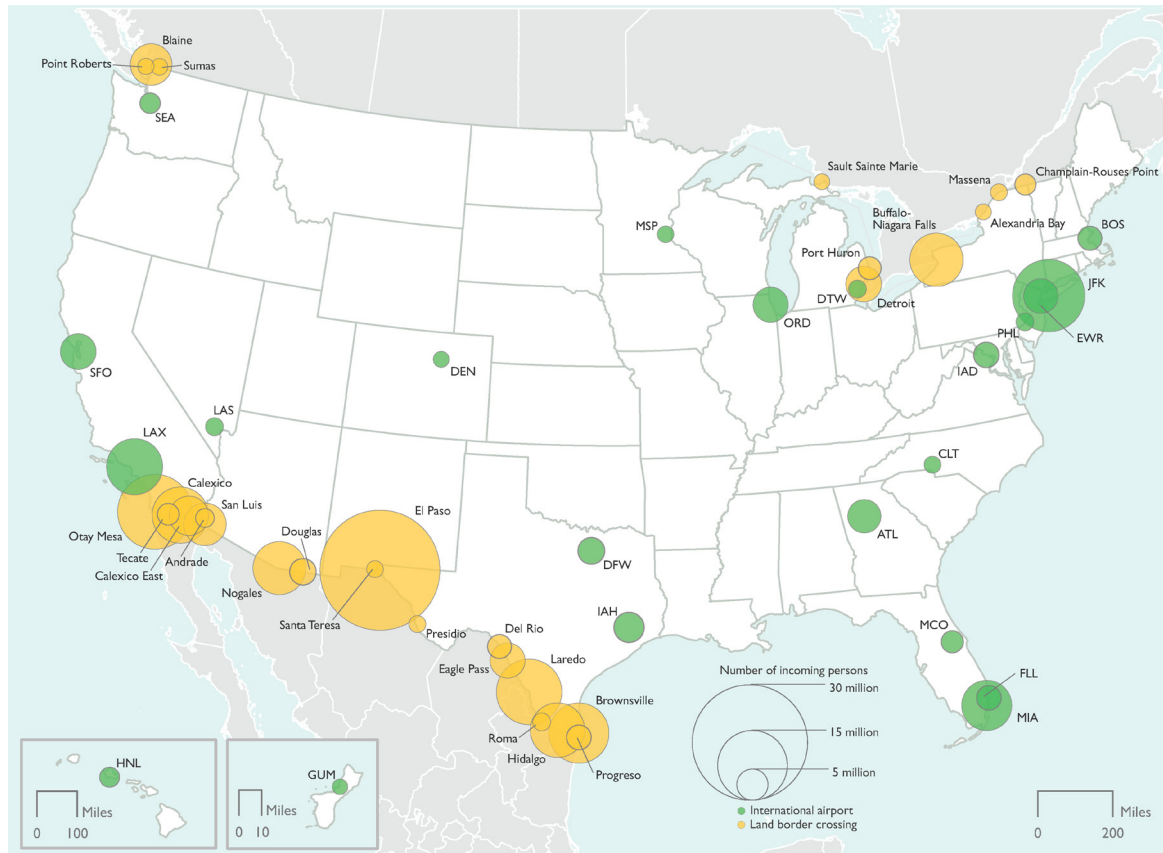 Blaine
Point Roberts
Sumas
SEA
Sault Sainte Marie
Massena
Champlain-Rouses Point
Buffalo-
Niagara Falls
Alexandria Bay
MSP
BOS
Port Huron
JFK
DTW
Detroit
ORD
PHL
EWR
IAD
SFO
DEN
LAS
LAX
CLT
Calexico
San Luis
El Paso
Otay Mesa
Douglas
ATL
Tecate
Andrade
Calexico East
DFW
Nogales
Santa Teresa
IAH
Presidio
MCO
Del Rio
Eagle Pass
Laredo
FLL
Brownsville
MIA
Roma
Hidalgo
Progreso
Number of incoming persons
30 million
15 million
5 million
International airport
Land border crossing
HNL
Miles
0 100
GUM
Miles
0 10
Miles
0 200